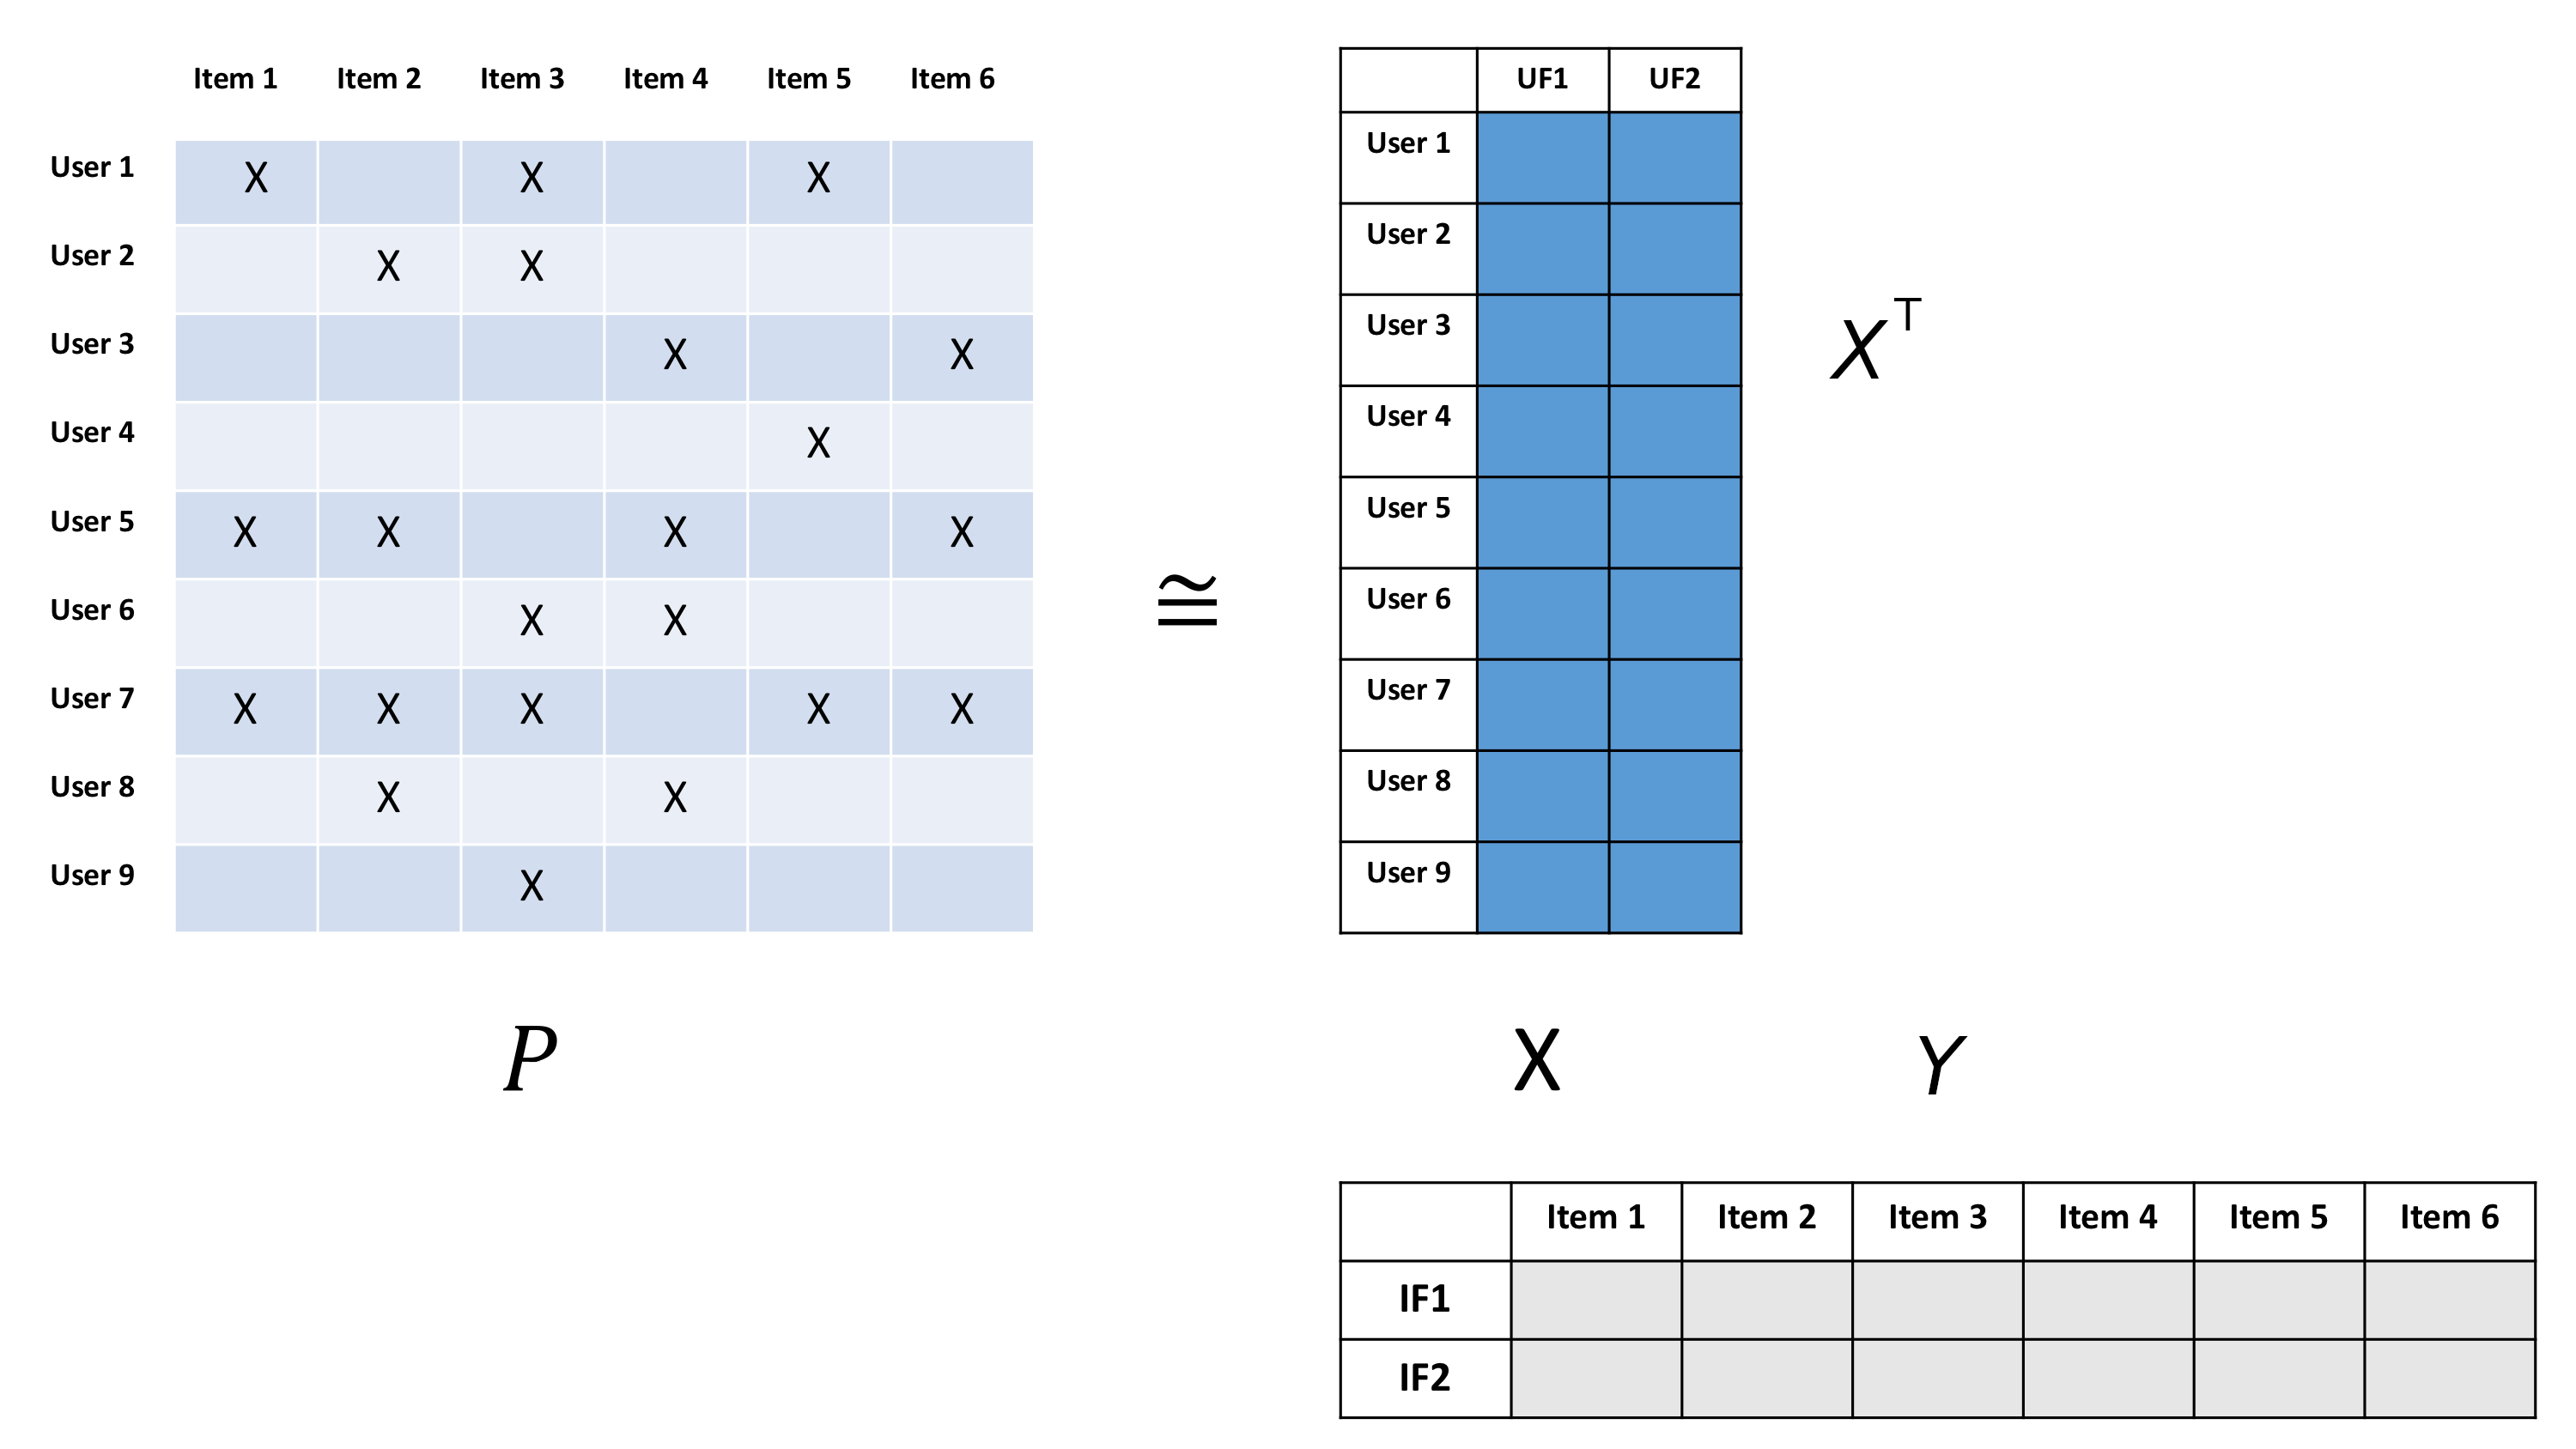 Item 1 Item 2 Item 3 Item 4 Item 5 Item 6
User 1 X X X
User 2 X X
User 3 X X
User 4 X
User 5 X X X X
User 6 X X
User 7 X X X X X
User 8 X X
User 9 X
P
≅
UF1 UF2
User 1
User 2
User 3
User 4
User 5
User 6
User 7
User 8
User 9
X^T
X
Y
Item 1 Item 2 Item 3 Item 4 Item 5 Item 6
IF1
IF2